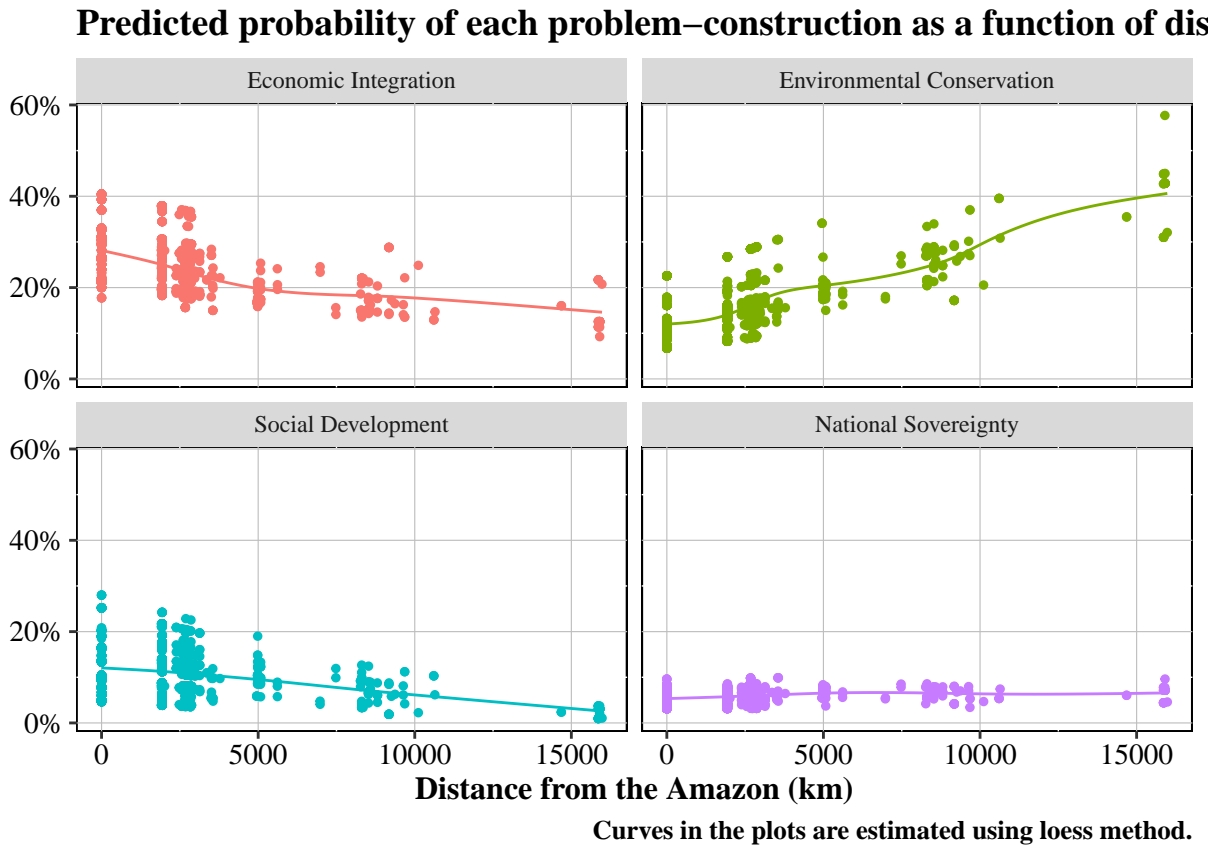 Predicted probability of each problem−construction as a function of dis
Economic Integration
Environmental Conservation
60%
40%
20%
0%
Social Development
National Sovereignty
60%
40%
20%
0%
0 5000 10000 15000 0 5000 10000 15000
Distance from the Amazon (km)
Curves in the plots are estimated using loess method.